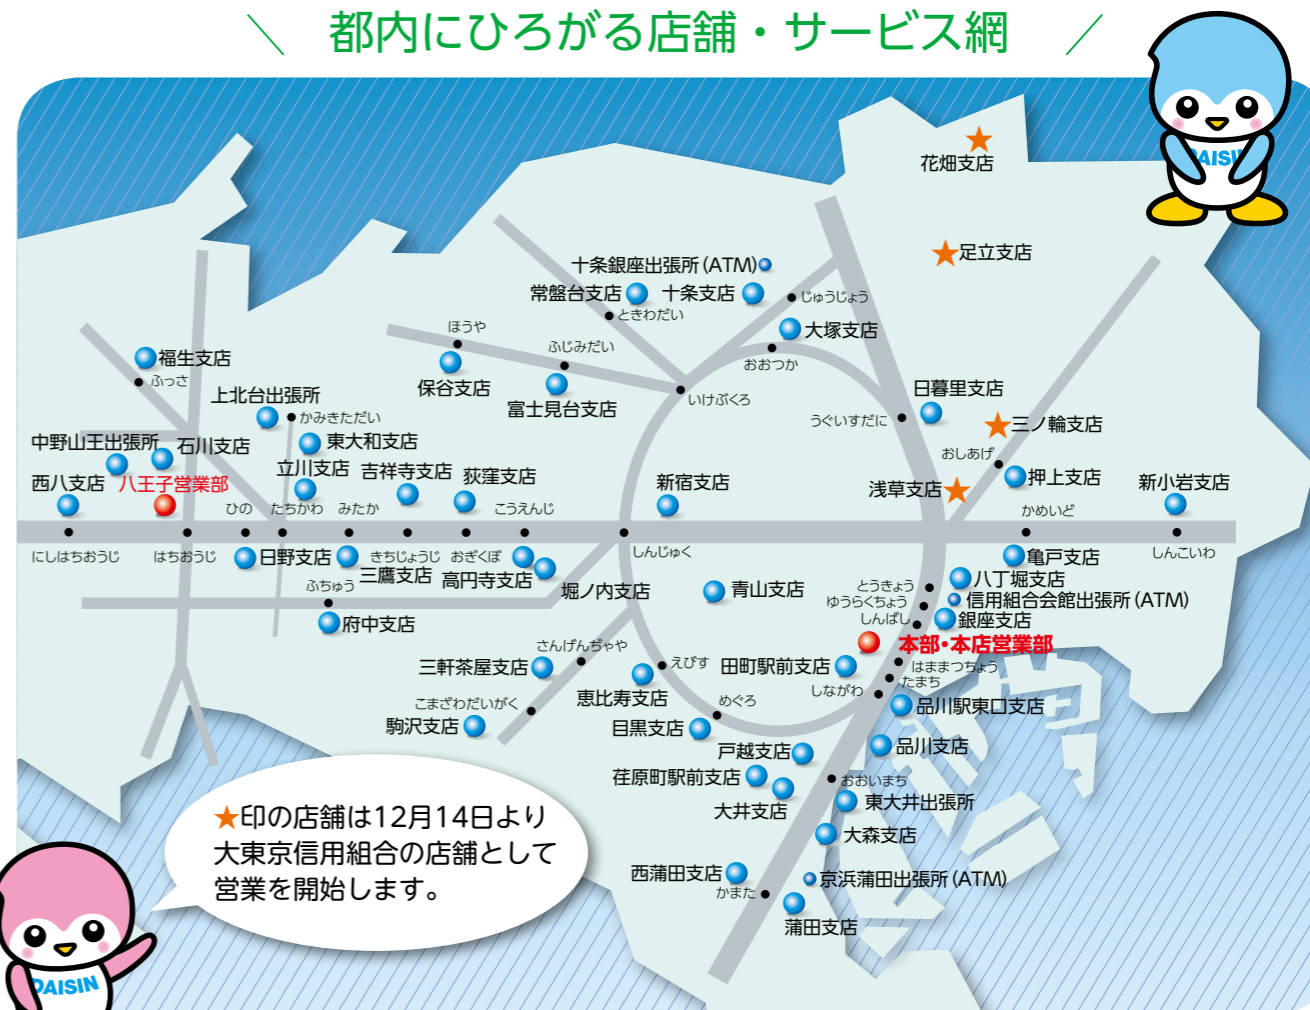 都内にひろがる店舗・サービス網
DAISIN
花畑支店
足立支店
十条銀座出張所(ATM)
常盤台支店
十条支店
じゅうじょう
ときわだい
大塚支店
おおつか
ほうや
保谷支店
ふじみだい
富士見台支店
いけぶくろ
福生支店
ふっさ
上北台出張所
かみきただい
日暮里支店
うぐいすだに
三ノ輪支店
おしあげ
押上支店
浅草支店
新小岩支店
中野山王出張所
石川支店
東大和支店
西八支店
八王子営業部
立川支店
吉祥寺支店
荻窪支店
新宿支店
ひの
たちかわ
みたか
こうえんじ
かめいど
にしはちおうじ
はちおうじ
日野支店
三鷹支店
きちじょうじ
おぎくぼ
高円寺支店
堀ノ内支店
しんじゅく
亀戸支店
しんこいわ
ふちゅう
府中支店
青山支店
とうきょう
八丁堀支店
ゆうらくちょう
信用組合会館出張所(ATM)
しんばし
銀座支店
本部・本店営業部
さんげんぢゃや
三軒茶屋支店
えびす
恵比寿支店
田町駅前支店
はままつちょう
たまち
しながわ
品川駅東口支店
こまざわだいがく
駒沢支店
めぐろ
目黒支店
戸越支店
品川支店
荏原町駅前支店
大井支店
おおいまち
東大井出張所
大森支店
西蒲田支店
かまた
京浜蒲田出張所(ATM)
蒲田支店
★印の店舗は12月14日より
大東京信用組合の店舗として
営業を開始します。
DAISIN